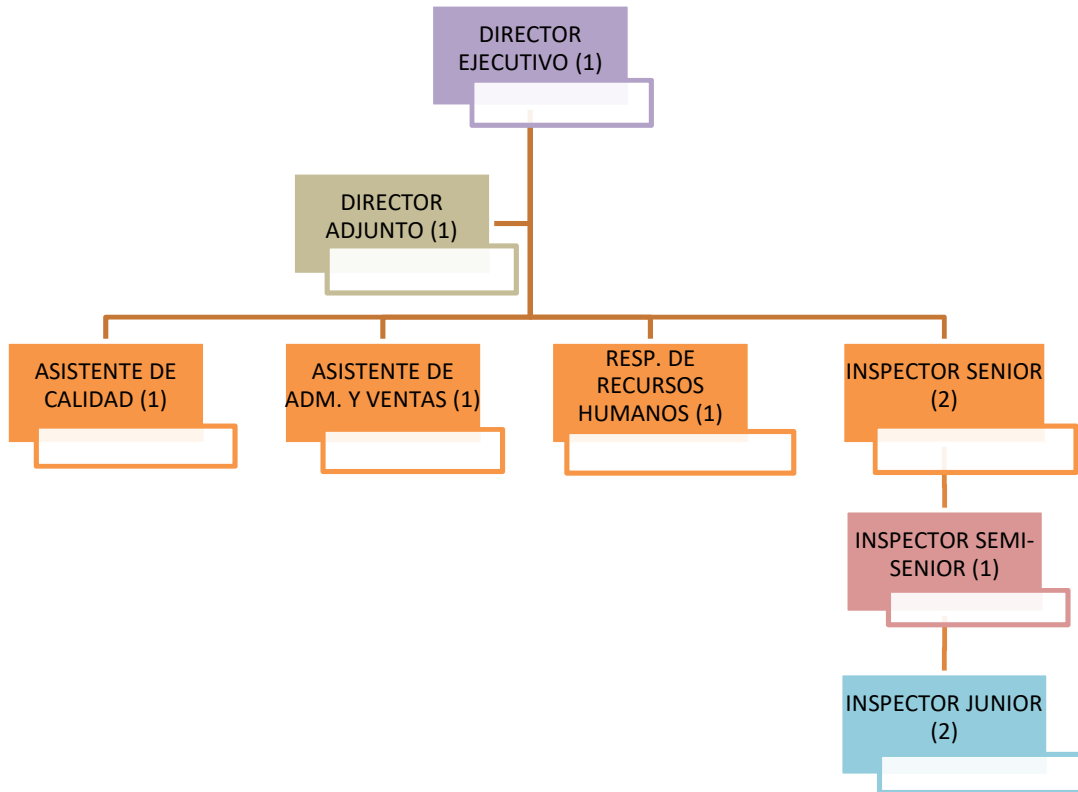 DIRECTOR
EJECUTIVO (1)
DIRECTOR
ADJUNTO (1)
ASISTENTE DE
CALIDAD (1)
ASISTENTE DE
ADM. Y VENTAS (1)
RESP. DE
RECURSOS
HUMANOS (1)
INSPECTOR SENIOR
(2)
INSPECTOR SEMI-
SENIOR (1)
INSPECTOR JUNIOR
(2)